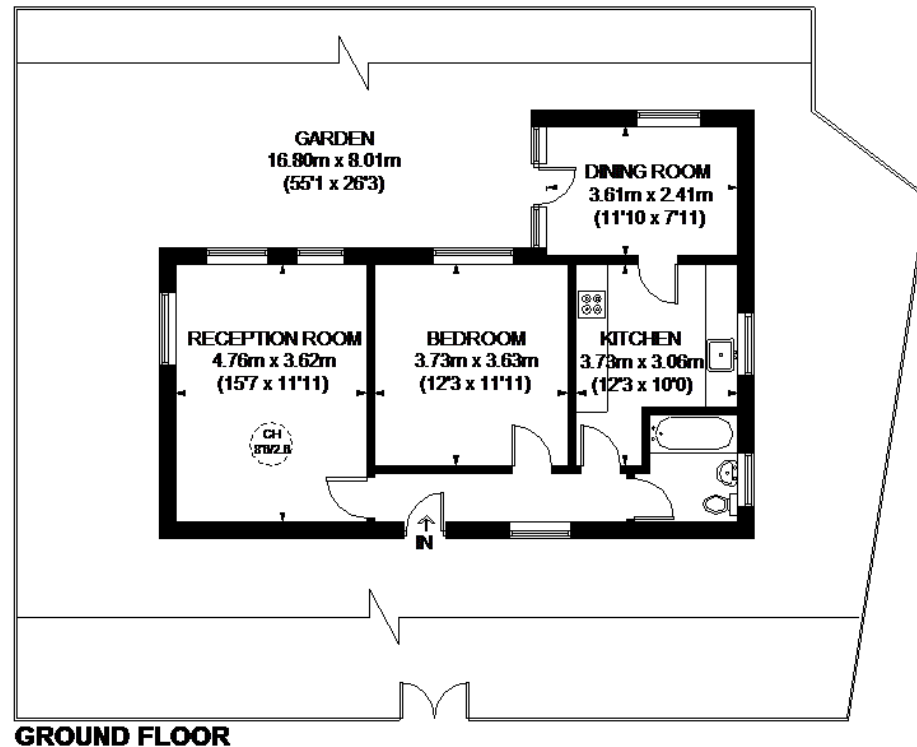 GARDEN
16.80m x 8.01m
(55'1 x 26'3)
DINING ROOM
3.61m x 2.41m
(11'10 x 7'11)
RECEPTION ROOM
4.76m x 3.62m
(15'7 x 11'11)
BEDROOM
3.73m x 3.63m
(12'3 x 11'11)
KITCHEN
3.73m x 3.06m
(12'3 x 10'0)
CH
IN
GROUND FLOOR